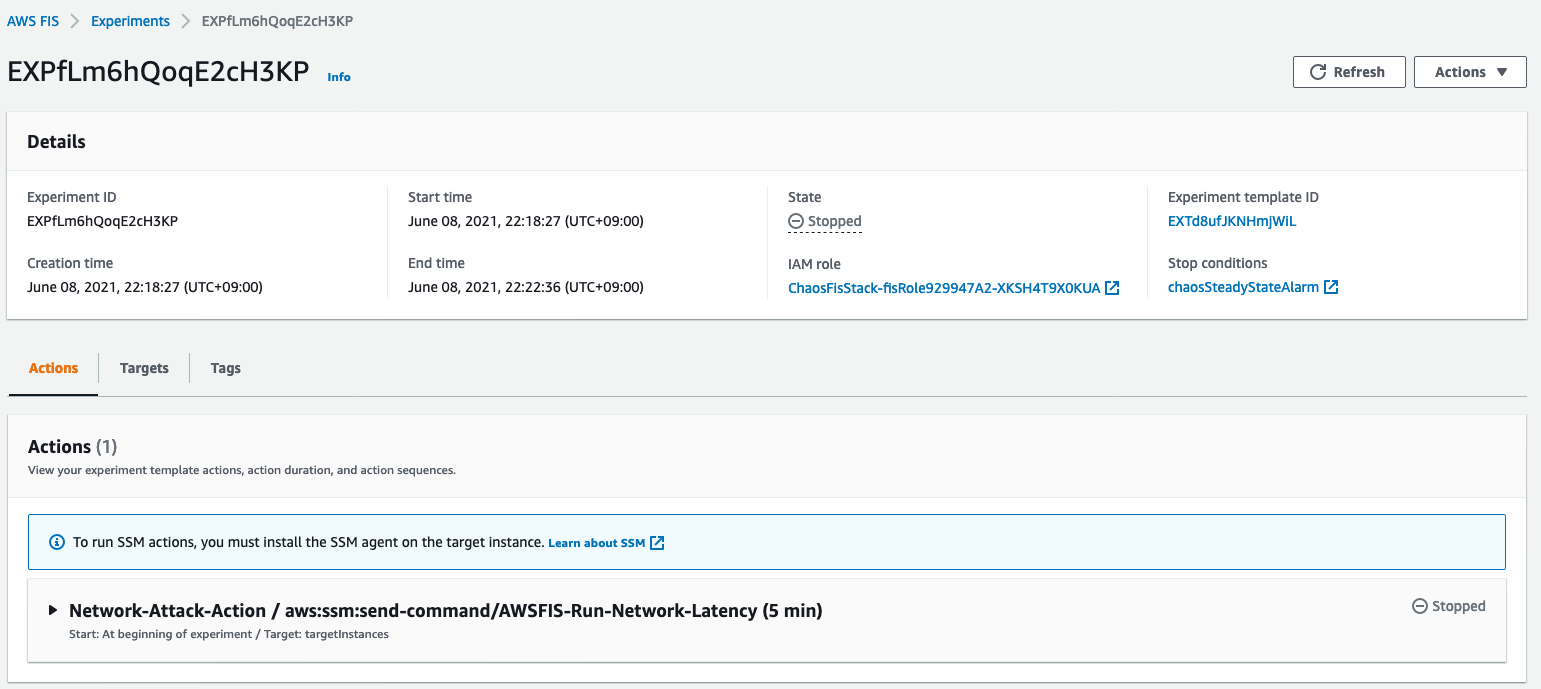 AWS FIS > Experiments > EXPfLm6hQoqE2cH3KP
EXPfLm6hQoqE2cH3KP Info
Refresh
Actions
Details
Experiment ID
EXPfLm6hQoqE2cH3KP
Creation time
June 08, 2021, 22:18:27 (UTC+09:00)
Start time
June 08, 2021, 22:18:27 (UTC+09:00)
End time
June 08, 2021, 22:22:36 (UTC+09:00)
State
Stopped
IAM role
ChaosFisStack-fisRole929947A2-XKSH4T9X0KUA
Experiment template ID
EXTd8ufJKNHmjWiL
Stop conditions
chaosSteadyStateAlarm
Actions
Targets
Tags
Actions (1)
View your experiment template actions, action duration, and action sequences.
To run SSM actions, you must install the SSM agent on the target instance. Learn about SSM
Network-Attack-Action / aws:ssm:send-command/AWSFIS-Run-Network-Latency (5 min)
Stopped
Start: At beginning of experiment / Target: targetInstances